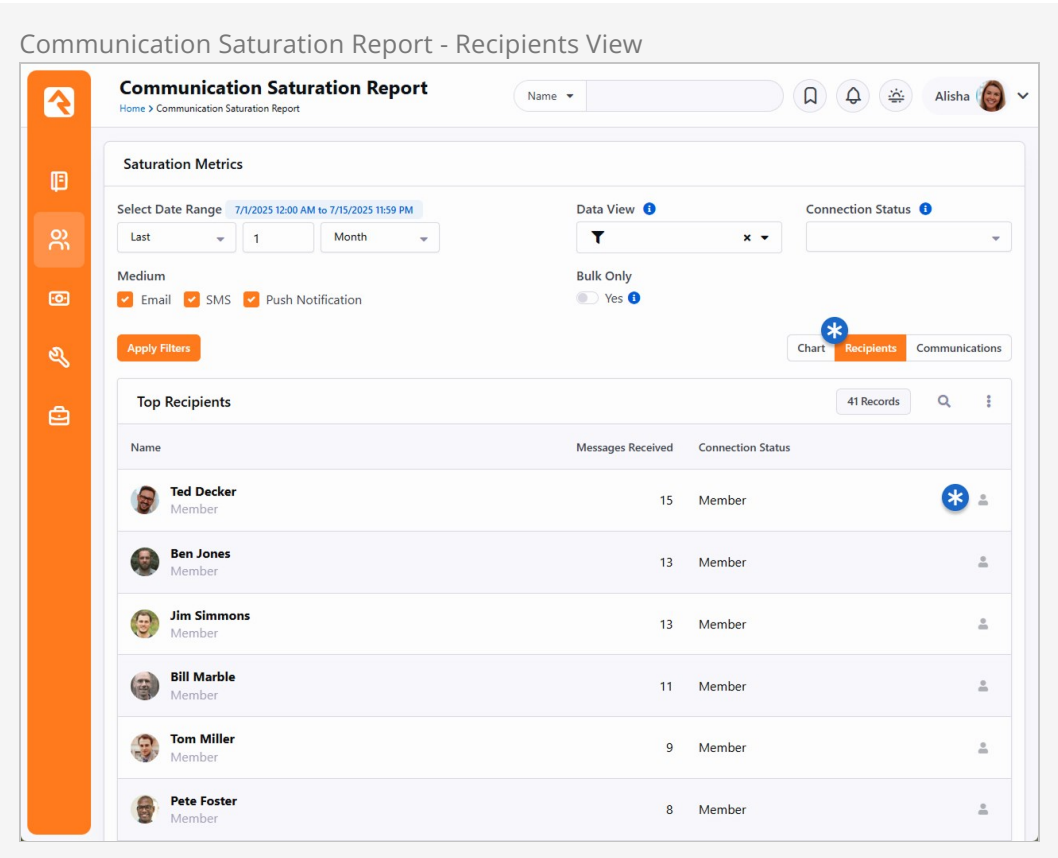 Communication Saturation Report - Recipients View
Communication Saturation Report
Home > Communication Saturation Report
Name
Alisha
Saturation Metrics
Select Date Range 7/1/2025 12:00 AM to 7/15/2025 11:59 PM
Data View
Connection Status
Last 1 Month
Medium
Bulk Only
Email SMS Push Notification
Yes
Apply Filters
Chart Recipients Communications
Top Recipients
41 Records
Name Messages Received Connection Status
Ted Decker
Member
15 Member
Ben Jones
Member
13 Member
Jim Simmons
Member
13 Member
Bill Marble
Member
11 Member
Tom Miller
Member
9 Member
Pete Foster
Member
8 Member